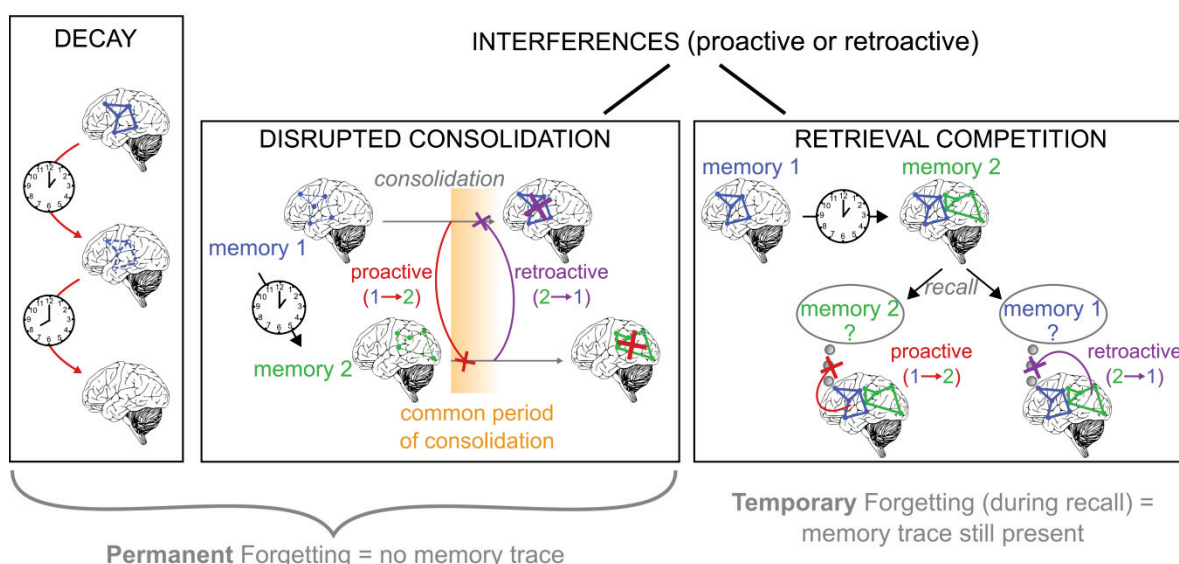 DECAY
INTERFERENCES (proactive or retroactive)
DISRUPTED CONSOLIDATION
consolidation
memory 1
proactive
(1→2)
retroactive
(2→1)
memory 2
common period
of consolidation
RETRIEVAL COMPETITION
memory 1
memory 2
recall
memory 2
?
memory 1
?
proactive
(1→2)
retroactive
(2→1)
Permanent Forgetting = no memory trace
Temporary Forgetting (during recall) =
memory trace still present